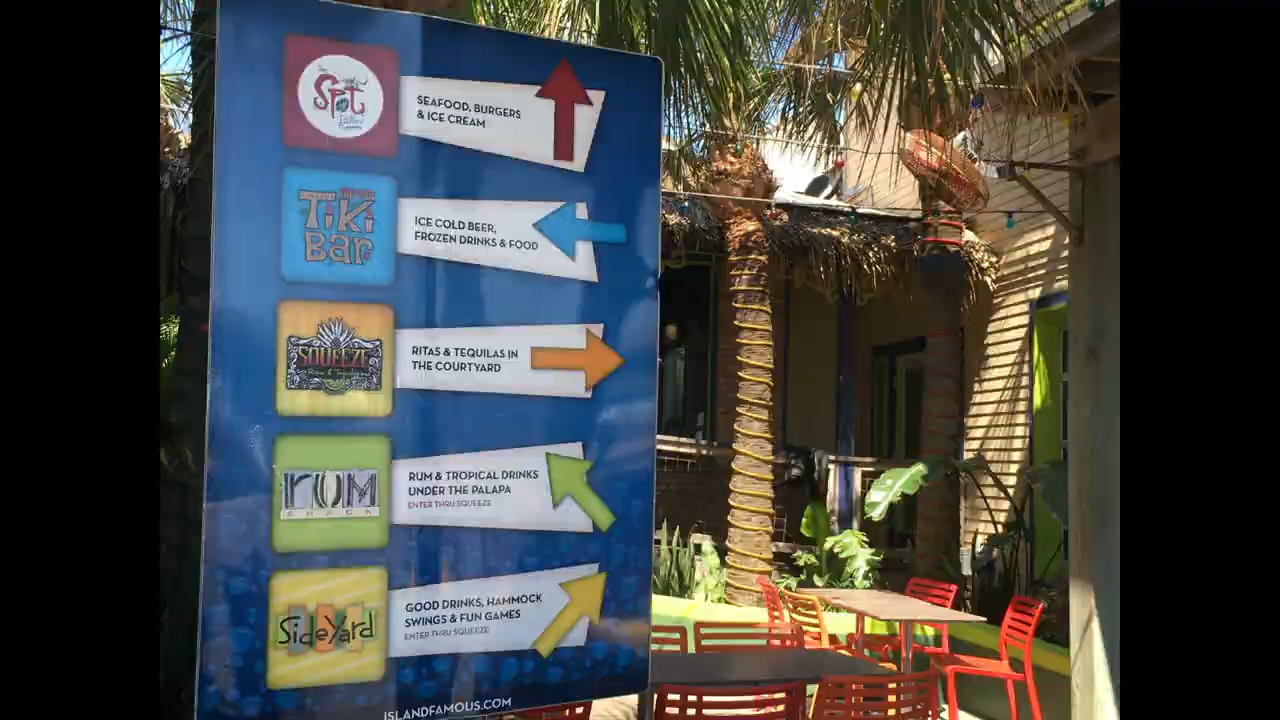 Spot
SEAFOOD, BURGERS
& ICE CREAM
TiKi
BAR
ICE COLD BEER,
FROZEN DRINKS & FOOD
SQUEEZE
RITAS & TEQUILAS IN
THE COURTYARD
RUM
SHACK
RUM & TROPICAL DRINKS
UNDER THE PALAPA
ENTER THRU SQUEEZE
SideYard
GOOD DRINKS, HAMMOCK
SWINGS & FUN GAMES
ENTER THRU SQUEEZE
ISLANDFAMOUS.COM